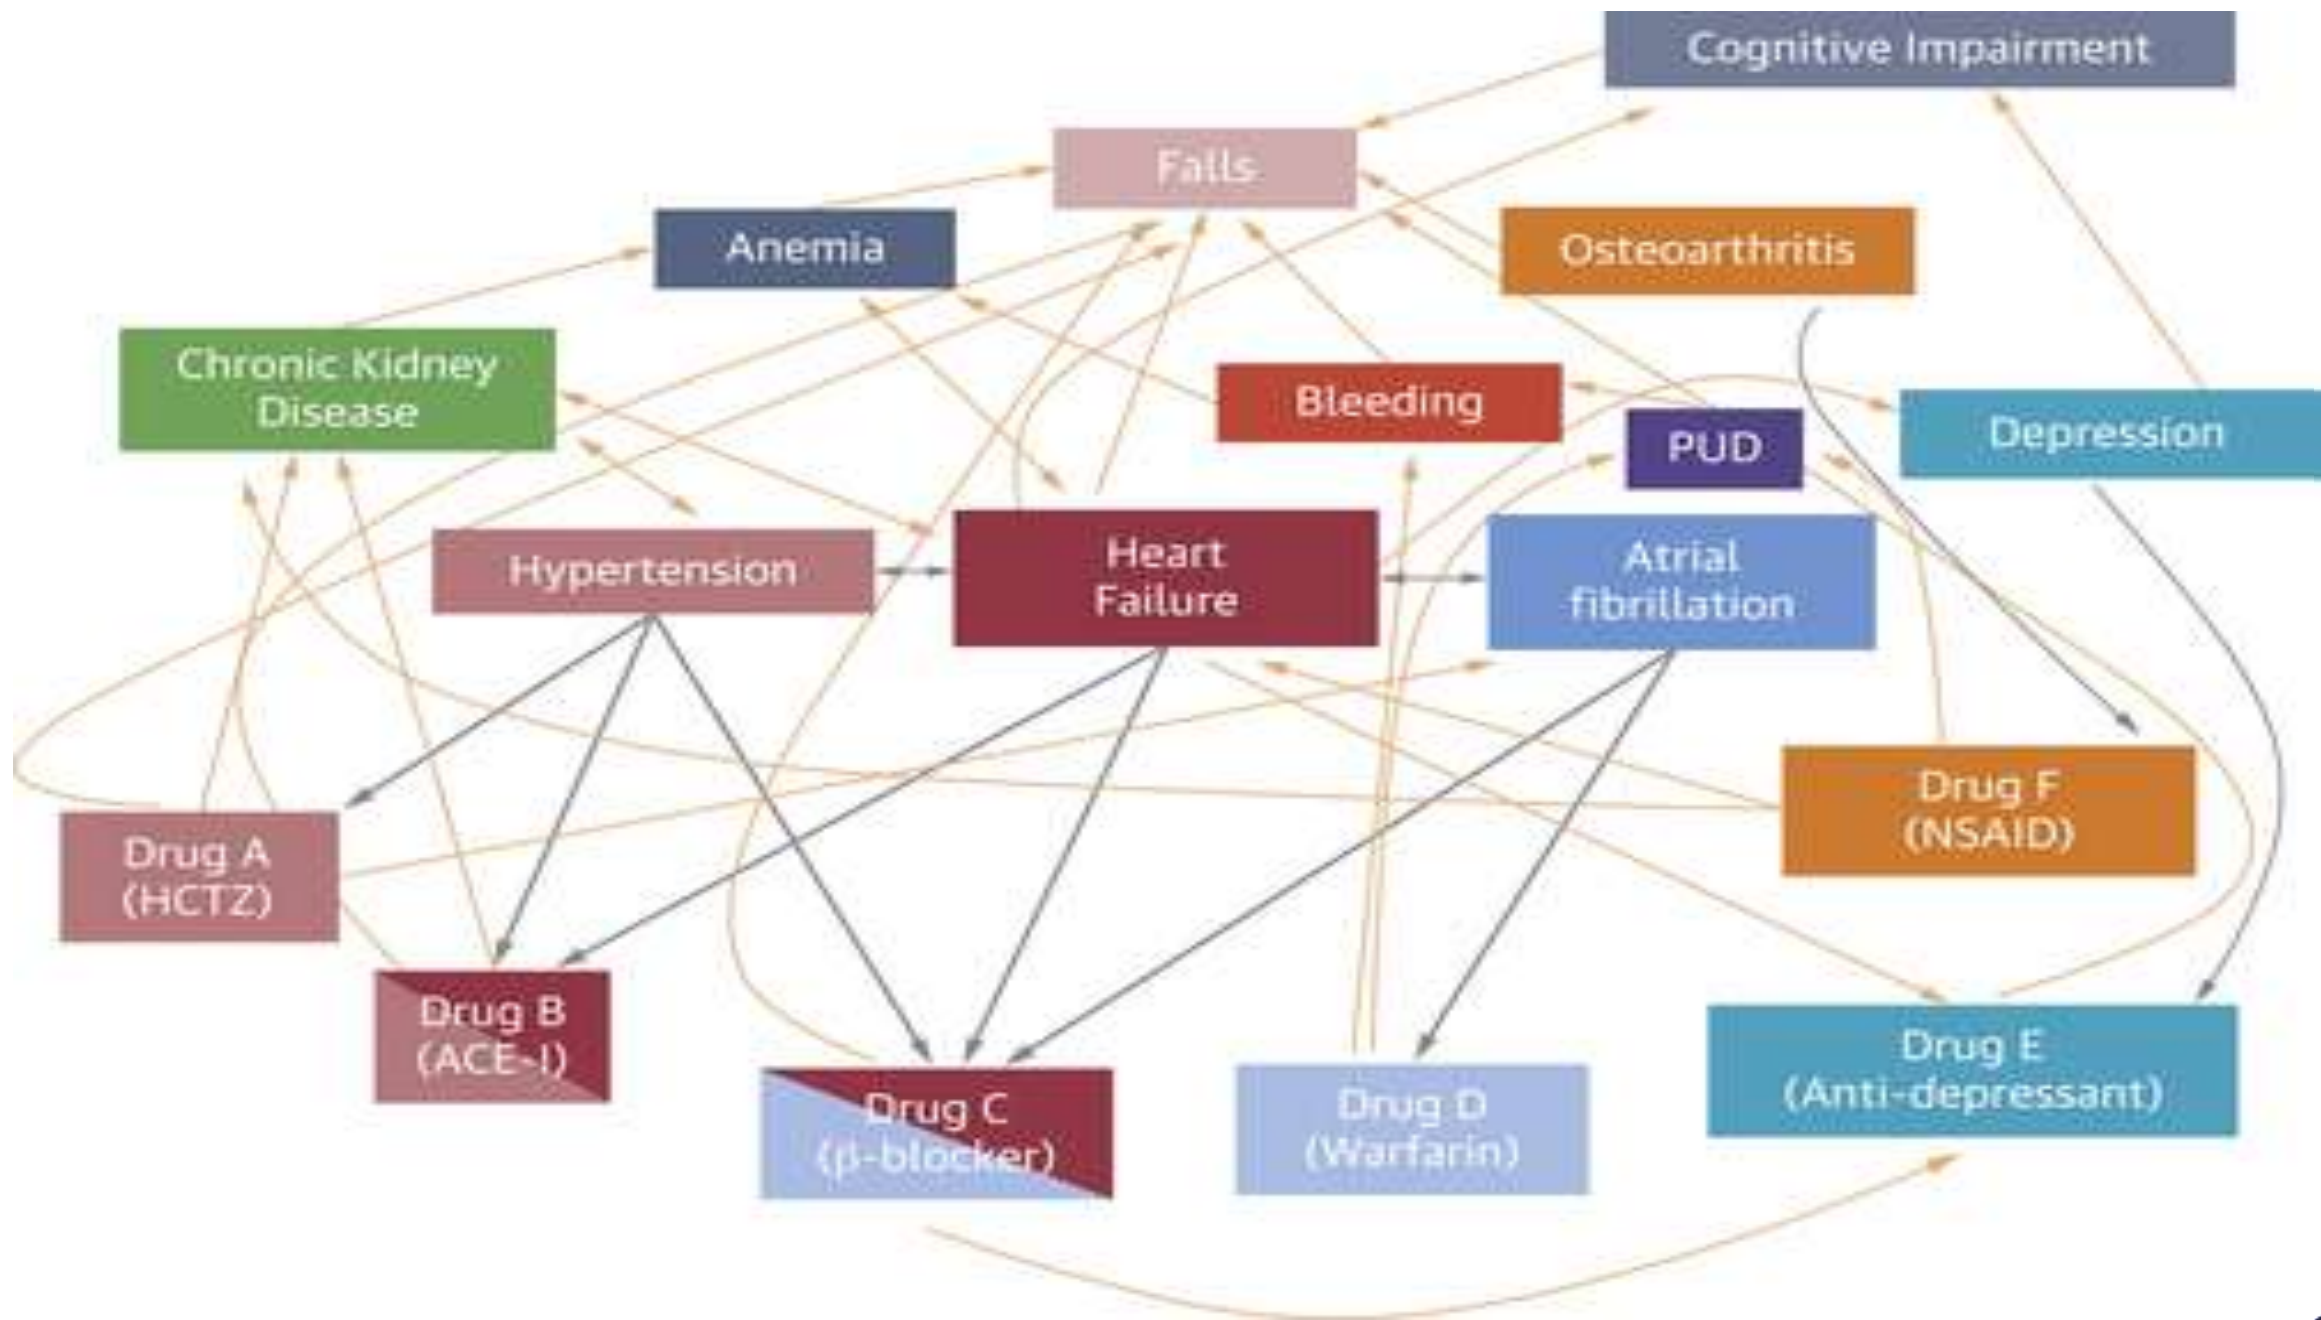 Cognitive Impairment
Falls
Anemia
Osteoarthritis
Chronic Kidney
Disease
Bleeding
PUD
Depression
Hypertension
Heart
Failure
Atrial
fibrillation
Drug A
(HCTZ)
Drug F
(NSAID)
Drug B
(ACE-I)
Drug C
(β-blocker)
Drug D
(Warfarin)
Drug E
(Anti-depressant)